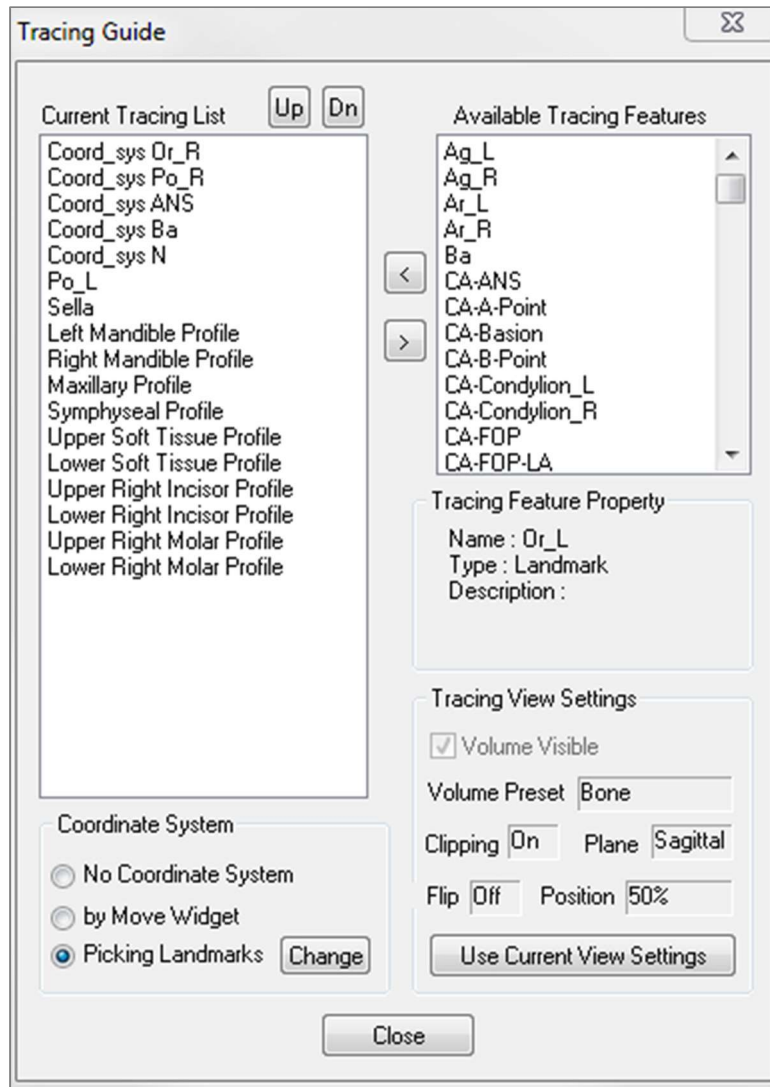 Tracing Guide
Current Tracing List
Up
Dn
Coord_sys Or_R
Coord_sys Po_R
Coord_sys ANS
Coord_sys Ba
Coord_sys N
Po_L
Sella
Left Mandible Profile
Right Mandible Profile
Maxillary Profile
Symphyseal Profile
Upper Soft Tissue Profile
Lower Soft Tissue Profile
Upper Right Incisor Profile
Lower Right Incisor Profile
Upper Right Molar Profile
Lower Right Molar Profile
<
>
Available Tracing Features
Ag_L
Ag_R
Ar_L
Ar_R
Ba
CA-ANS
CA-A-Point
CA-Basion
CA-B-Point
CA-Condylion_L
CA-Condylion_R
CA-FOP
CA-FOP-LA
Tracing Feature Property
Name : Or_L
Type : Landmark
Description :
Coordinate System
No Coordinate System
by Move Widget
Picking Landmarks Change
Tracing View Settings
Volume Visible
Volume Preset Bone
Clipping On Plane Sagittal
Flip Off Position 50%
Use Current View Settings
Close